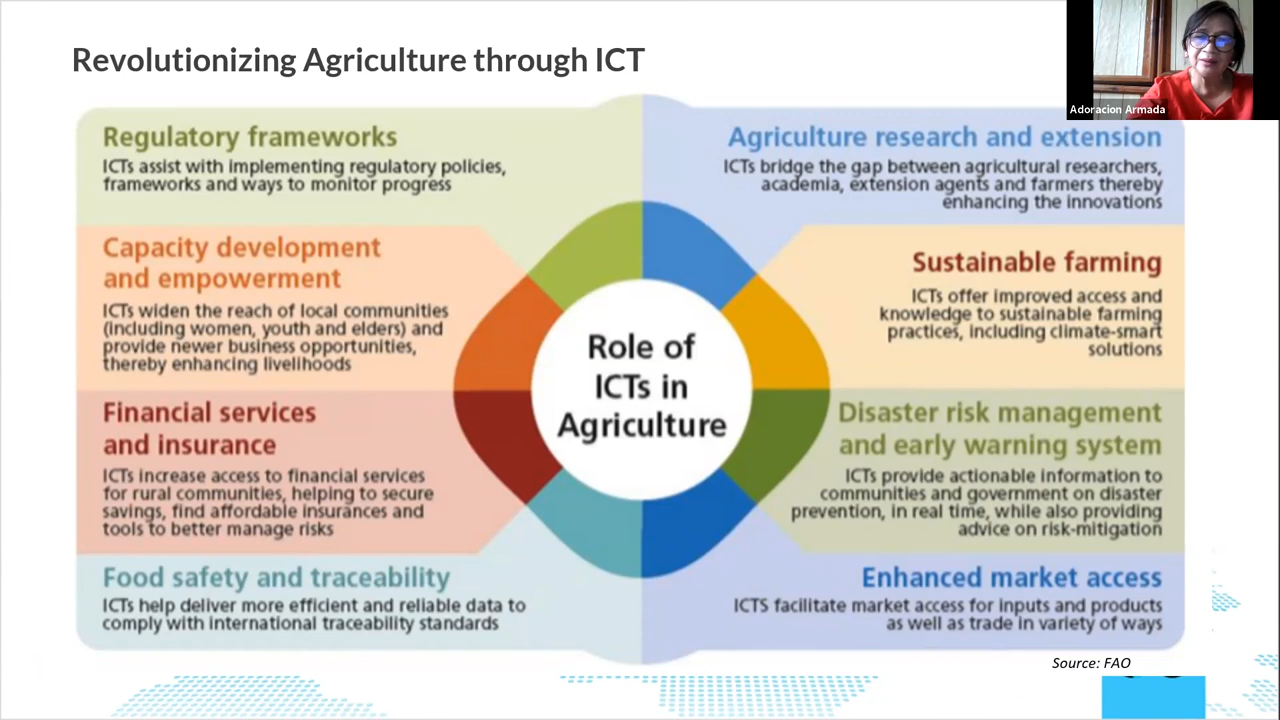 Revolutionizing Agriculture through ICT
Adoracion Armada
Regulatory frameworks
ICTs assist with implementing regulatory policies,
frameworks and ways to monitor progress
Capacity development
and empowerment
ICTs widen the reach of local communities
(including women, youth and elders) and
provide newer business opportunities,
thereby enhancing livelihoods
Financial services
and insurance
ICTs increase access to financial services
for rural communities, helping to secure
savings, find affordable insurances and
tools to better manage risks
Food safety and traceability
ICTs help deliver more efficient and reliable data to
comply with international traceability standards
Role of
ICTs in
Agriculture
Agriculture research and extension
ICTs bridge the gap between agricultural researchers,
academia, extension agents and farmers thereby
enhancing the innovations
Sustainable farming
ICTs offer improved access and
knowledge to sustainable farming
practices, including climate-smart
solutions
Disaster risk management
and early warning system
ICTs provide actionable information to
communities and government on disaster
prevention, in real time, while also providing
advice on risk-mitigation
Enhanced market access
ICTS facilitate market access for inputs and products
as well as trade in variety of ways
Source: FAO